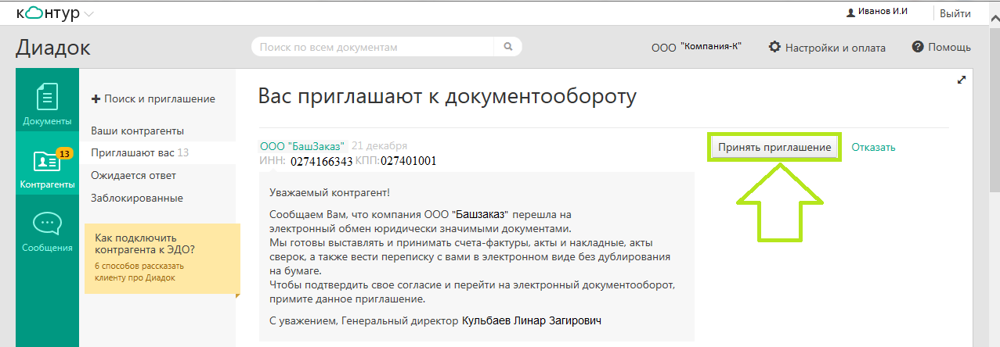 контур
Иванов И.И
Выйти
Диадок
Поиск по всем документам
ООО "Компания-К"
Настройки и оплата
Помощь
Документы
13
Контрагенты
Сообщения
Поиск и приглашение
Ваши контрагенты
Приглашают вас 13
Ожидается ответ
Заблокированные
Как подключить
контрагента к ЭДО?
6 способов рассказать
клиенту про Диадок
Вас приглашают к документообороту
ООО "БашЗаказ" 21 декабря
ИНН: 0274166343 КПП:027401001
Принять приглашение
Отказать
Уважаемый контрагент!
Сообщаем Вам, что компания ООО "Башзаказ" перешла на
электронный обмен юридически значимыми документами.
Мы готовы выставлять и принимать счета-фактуры, акты и накладные, акты
сверок, а также вести переписку с вами в электронном виде без дублирования
на бумаге.
Чтобы подтвердить свое согласие и перейти на электронный документооборот,
примите данное приглашение.
С уважением, Генеральный директор Кульбаев Линар Загирович